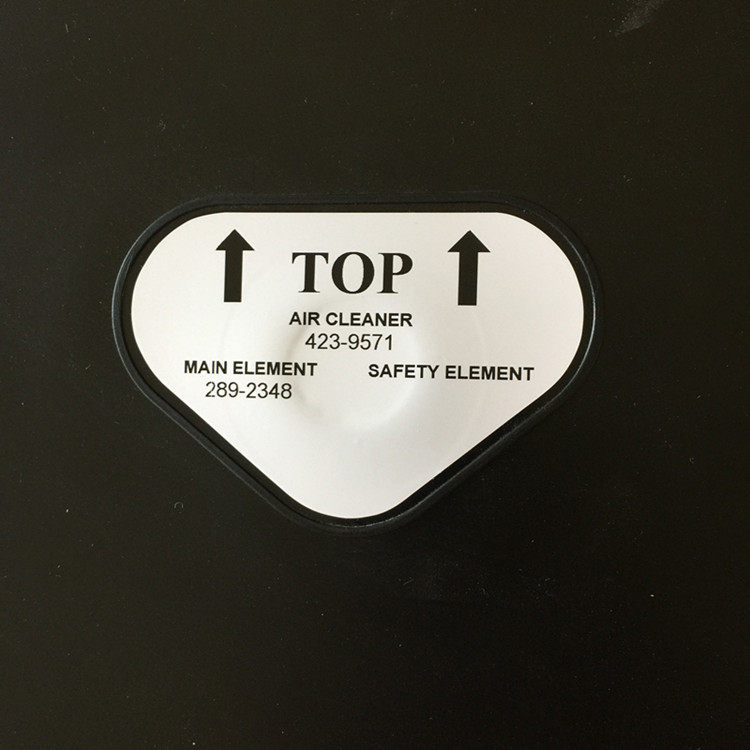 TOP
AIR CLEANER
423-9571
MAIN ELEMENT SAFETY ELEMENT
289-2348